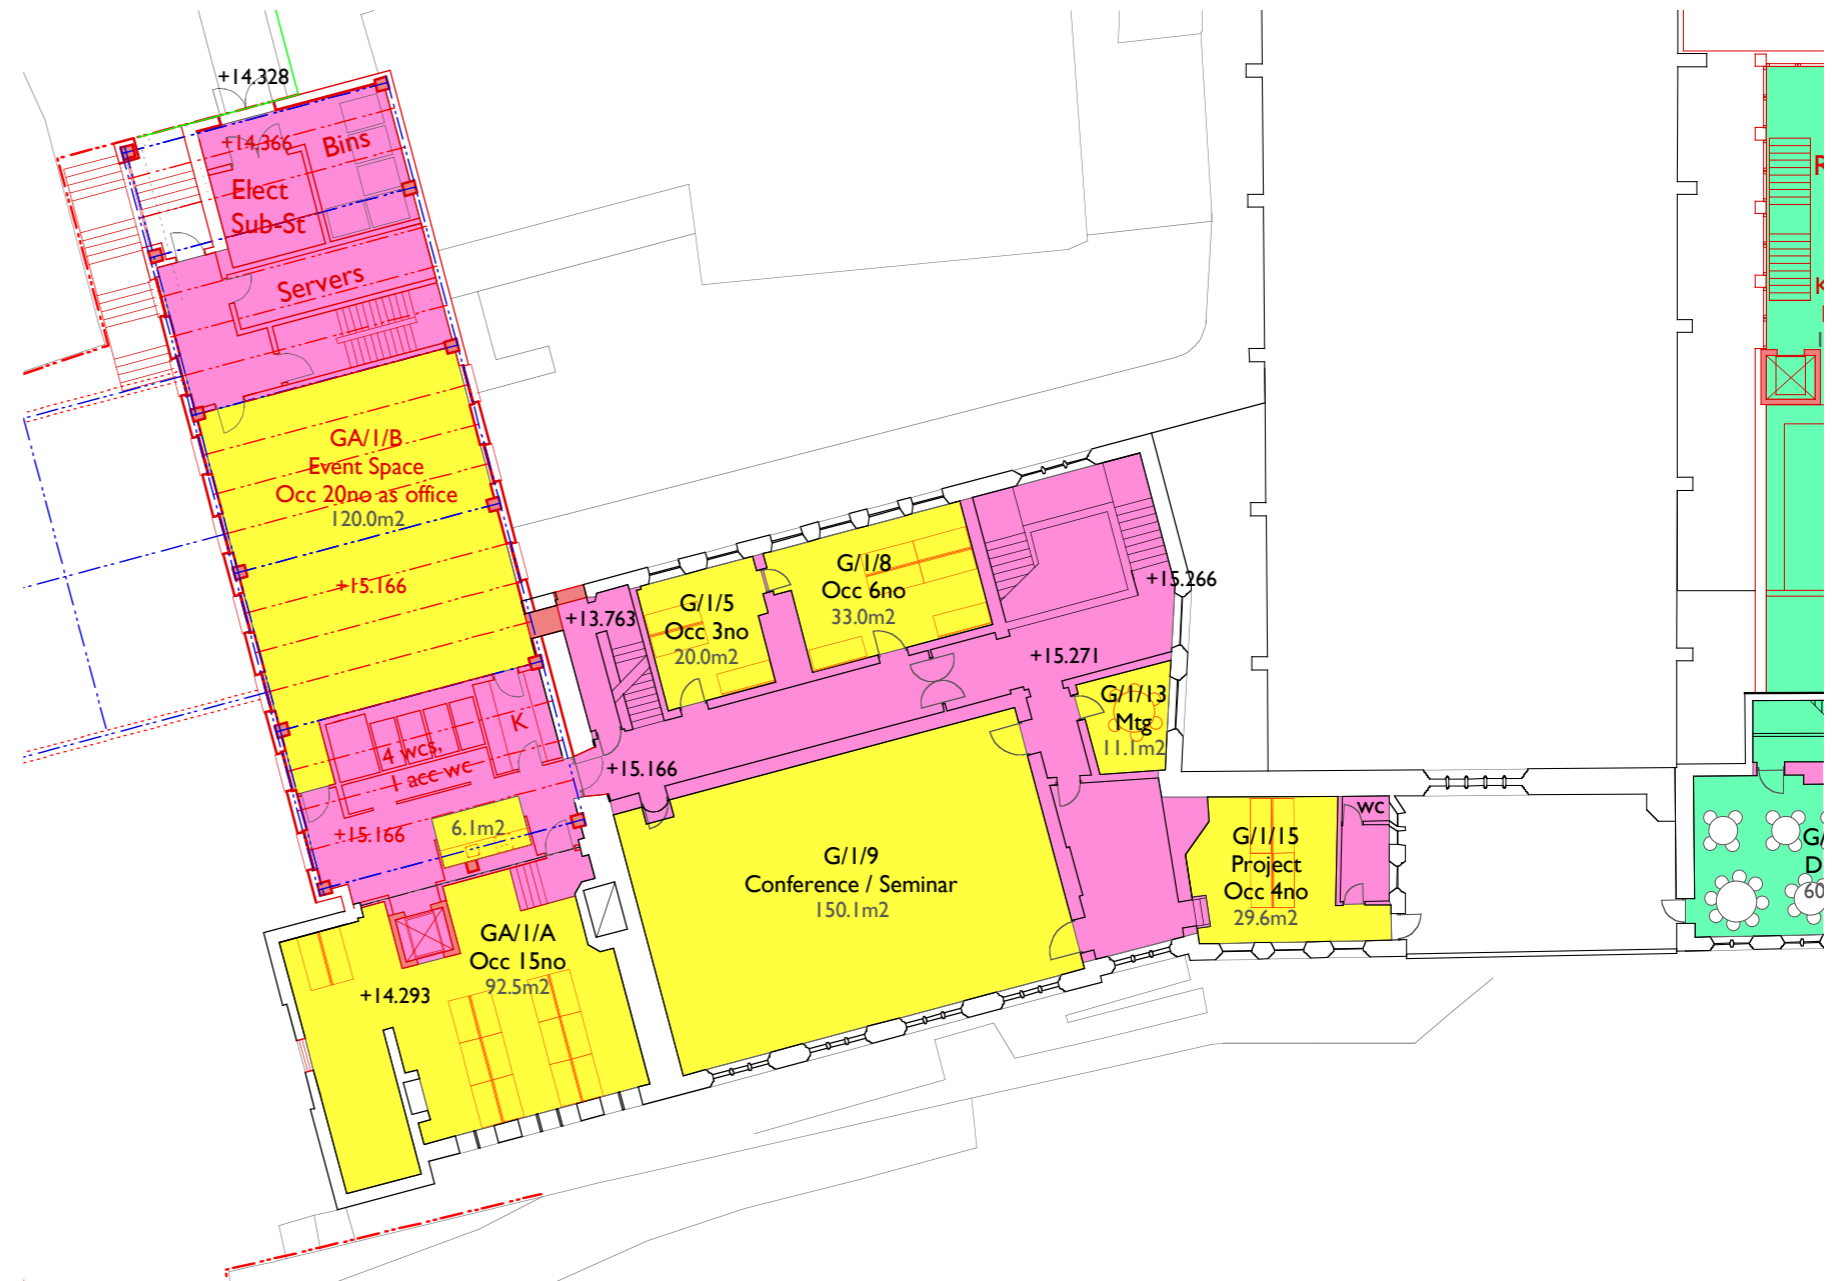 +14.328
+14.366
Bins
Elect
Sub-St
Servers
GA/1/B
Event Space
Occ 20no as office
120.0m2
+15.166
4 wcs,
1 acc wc
K
+15.166
6.1m2
GA/1/A
Occ 15no
92.5m2
+14.293
+13.763
G/1/5
Occ 3no
20.0m2
G/1/8
Occ 6no
33.0m2
+15.266
+15.271
+15.166
G/1/13
Mtg
11.1m2
G/1/9
Conference / Seminar
150.1m2
G/1/15
Project
Occ 4no
29.6m2
wc
R
K
G/
D
60